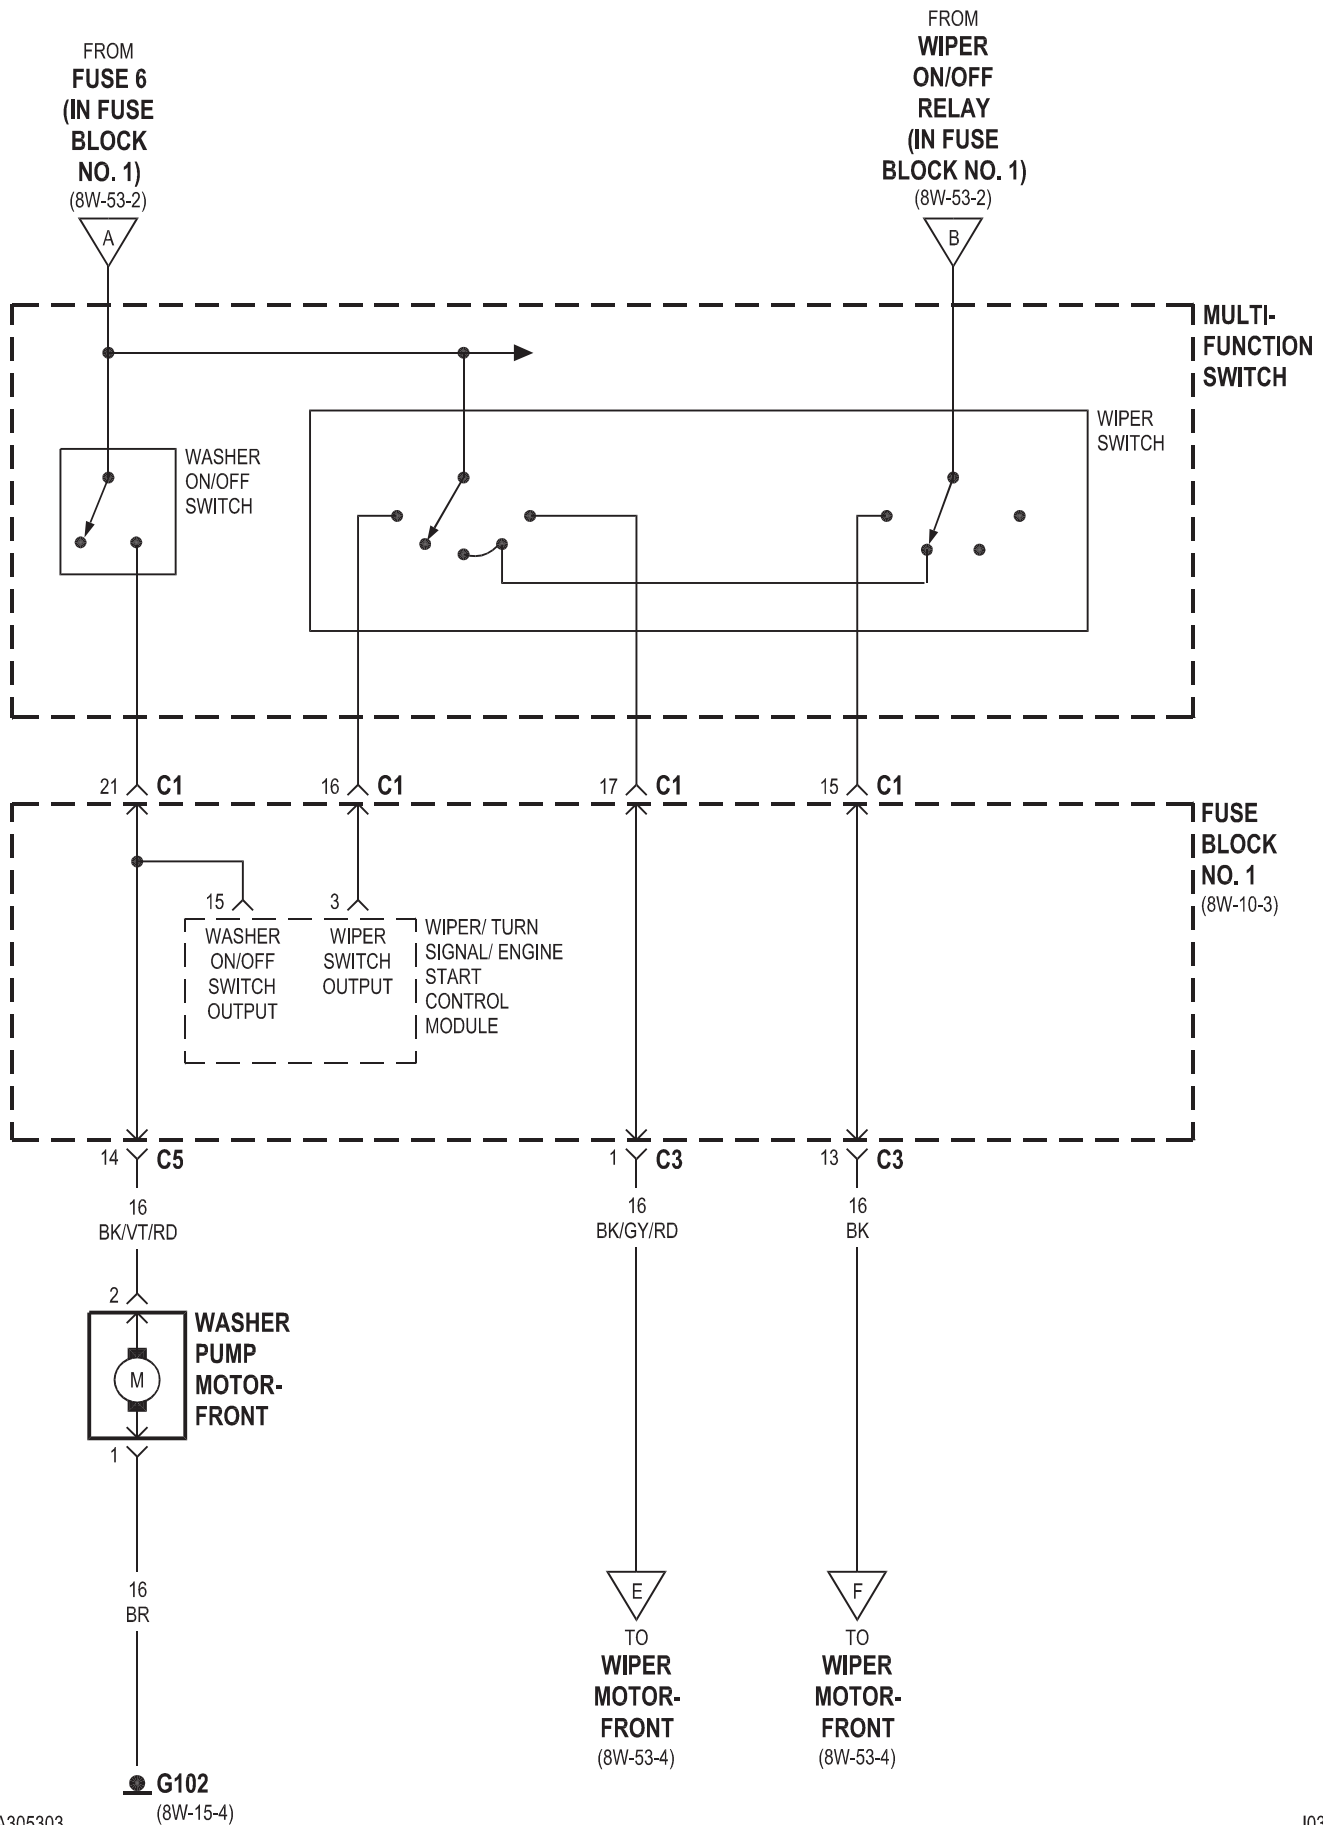 FROM
FUSE 6
(IN FUSE
BLOCK
NO. 1)
(8W-53-2)
A
FROM
WIPER
ON/OFF
RELAY
(IN FUSE
BLOCK NO. 1)
(8W-53-2)
B
MULTI-
FUNCTION
SWITCH
WASHER
ON/OFF
SWITCH
WIPER
SWITCH
21 C1
16 C1
17 C1
15 C1
FUSE
BLOCK
NO. 1
(8W-10-3)
15
3
WASHER
ON/OFF
SWITCH
OUTPUT
WIPER
SWITCH
OUTPUT
WIPER/ TURN
SIGNAL/ ENGINE
START
CONTROL
MODULE
14 C5
1 C3
13 C3
16
BK/VT/RD
16
BK/GY/RD
16
BK
2
WASHER
PUMP
MOTOR-
FRONT
M
1
16
BR
E
TO
WIPER
MOTOR-
FRONT
(8W-53-4)
F
TO
WIPER
MOTOR-
FRONT
(8W-53-4)
G102
(8W-15-4)
A305303
J03